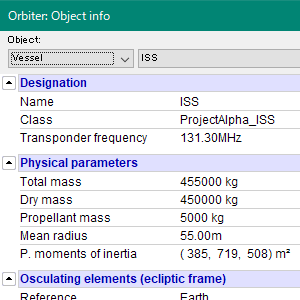 Orbiter: Object info
Object:
Vessel ISS
Designation
Name ISS
Class ProjectAlpha_ISS
Transponder frequency 131.30MHz
Physical parameters
Total mass 455000 kg
Dry mass 450000 kg
Propellant mass 5000 kg
Mean radius 55.00m
P. moments of inertia ( 385, 719, 508) m²
Osculating elements (ecliptic frame)
Reference Earth